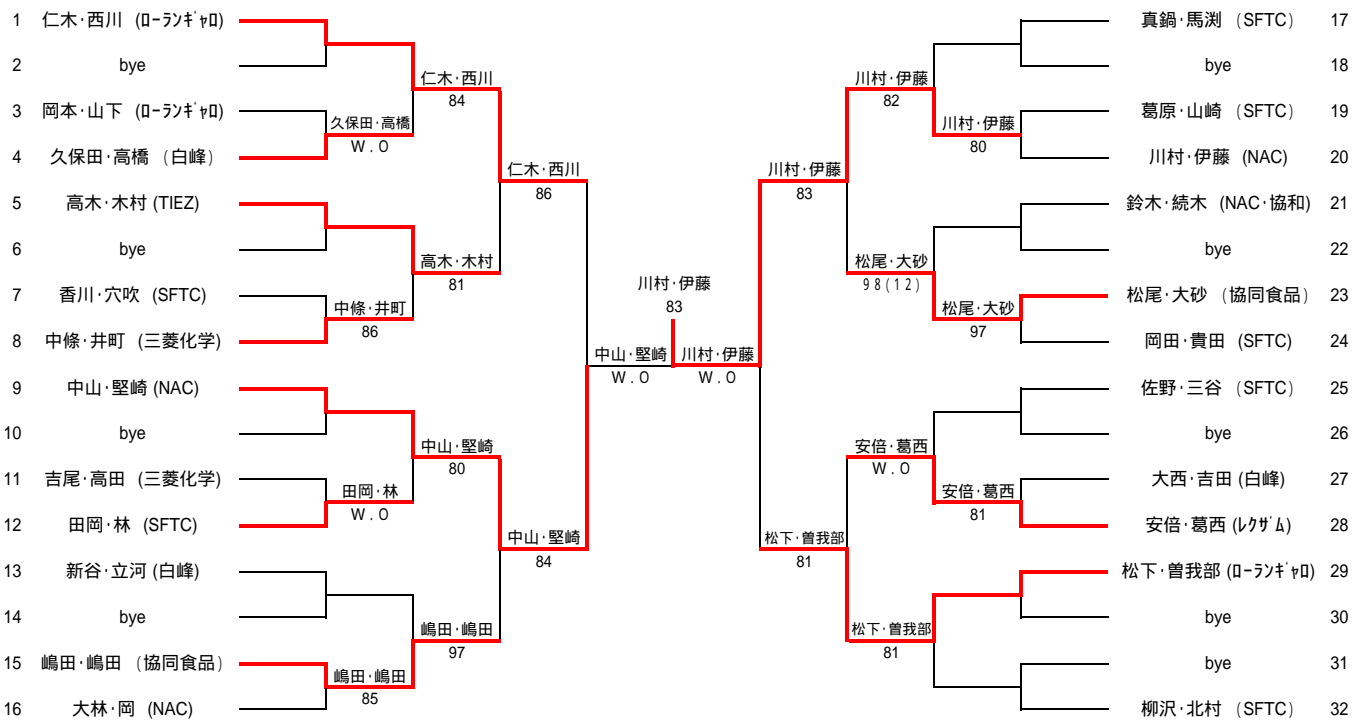 1 仁木･西川 (ﾛｰﾗﾝｷﾞｬﾛ)
2 bye
3 岡本･山下 (ﾛｰﾗﾝｷﾞｬﾛ)
4 久保田･高橋 (白峰)
5 高木･木村 (TIEZ)
6 bye
7 香川･穴吹 (SFTC)
8 中條･井町 (三菱化学)
9 中山･堅崎 (NAC)
10 bye
11 吉尾･高田 (三菱化学)
12 田岡･林 (SFTC)
13 新谷･立河 (白峰)
14 bye
15 嶋田･嶋田 (協同食品)
16 大林･岡 (NAC)
久保田･高橋
W.O
中條･井町
86
田岡･林
W.O
嶋田･嶋田
85
仁木･西川
84
高木･木村
81
中山･堅崎
80
嶋田･嶋田
97
仁木･西川
86
中山･堅崎
84
中山･堅崎
W.O
川村･伊藤
83
川村･伊藤
W.O
川村･伊藤
83
松下･曽我部
81
川村･伊藤
82
松尾･大砂
98(12)
安倍･葛西
W.O
松下･曽我部
81
川村･伊藤
80
松尾･大砂
97
安倍･葛西
81
真鍋･馬渕 (SFTC) 17
bye 18
葛原･山崎 (SFTC) 19
川村･伊藤 (NAC) 20
鈴木･続木 (NAC･協和) 21
bye 22
松尾･大砂 (協同食品) 23
岡田･貴田 (SFTC) 24
佐野･三谷 (SFTC) 25
bye 26
大西･吉田 (白峰) 27
安倍･葛西 (ﾚｸｻﾞﾑ) 28
松下･曽我部 (ﾛｰﾗﾝｷﾞｬﾛ) 29
bye 30
bye 31
柳沢･北村 (SFTC) 32